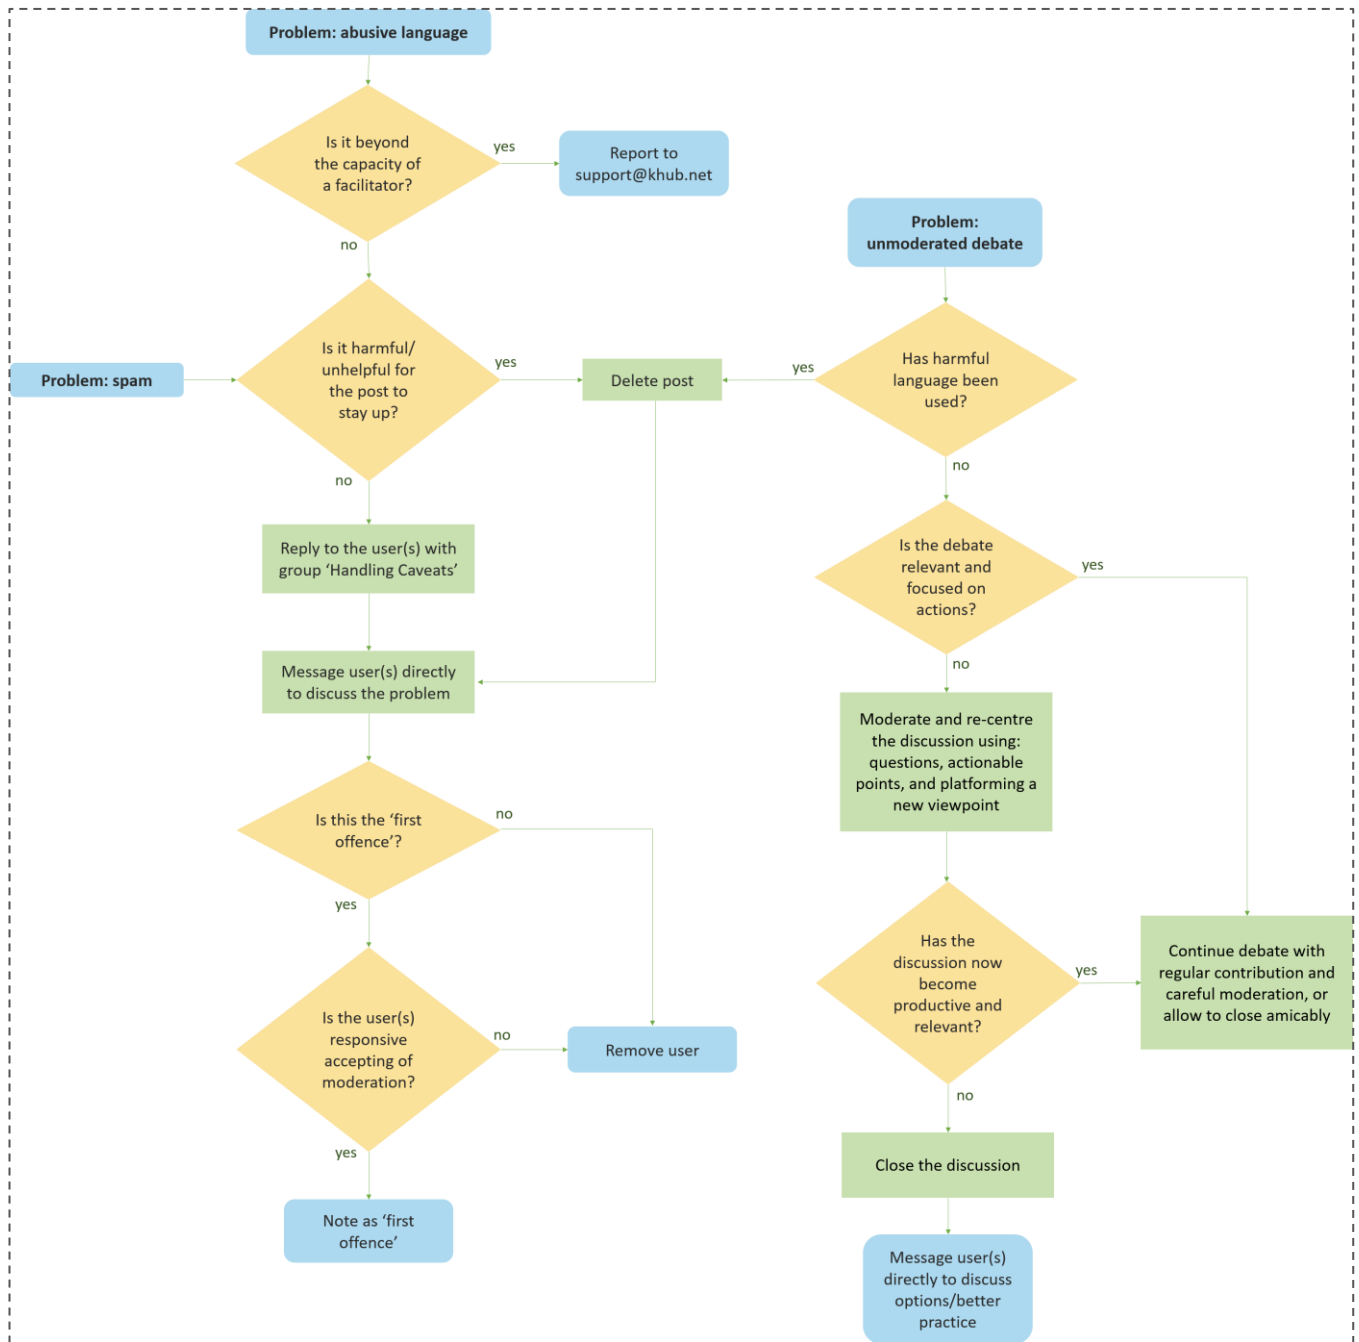 Problem: abusive language
Is it beyond
the capacity of
a facilitator?
yes
Report to
support@khub.net
no
Problem:
unmoderated debate
Problem: spam
Is it harmful/
unhelpful for
the post to
stay up?
yes
Delete post
yes
Has harmful
language been
used?
no
no
Reply to the user(s) with
group ‘Handling Caveats’
Is the debate
relevant and
focused on
actions?
yes
no
Message user(s) directly
to discuss the problem
Moderate and re-centre
the discussion using:
questions, actionable
points, and platforming a
new viewpoint
Is this the ‘first
offence’?
no
yes
Has the
discussion now
become
productive and
relevant?
yes
Continue debate with
regular contribution and
careful moderation, or
allow to close amicably
Is the user(s)
responsive
accepting of
moderation?
no
Remove user
no
yes
Close the discussion
Note as ‘first
offence’
Message user(s)
directly to discuss
options/better
practice